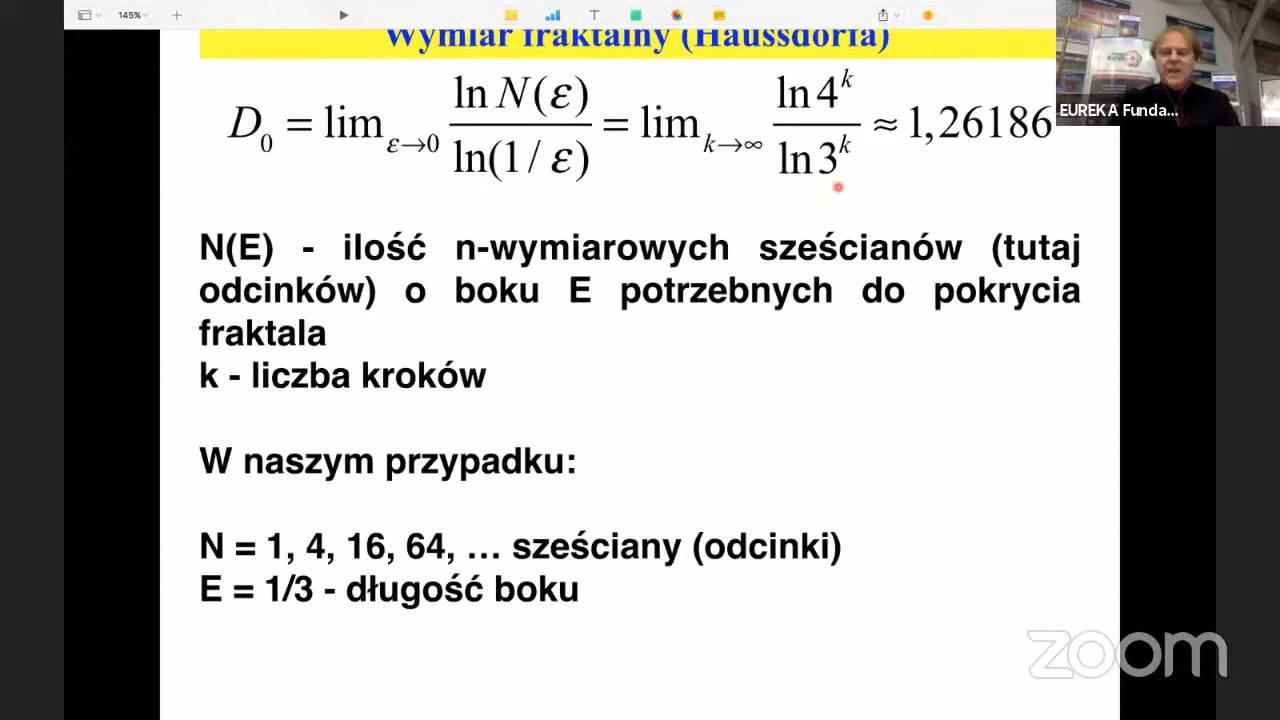 145%
Wymiar fraktalny (Haussdorfa)
D₀ = lim ε→0 ln N(ε) / ln(1/ε) = lim k→∞ ln 4^k / ln 3^k ≈ 1,26186
EUREKA Funda...
N(E) - ilość n-wymiarowych sześcianów (tutaj
odcinków) o boku E potrzebnych do pokrycia
fraktala
k - liczba kroków
W naszym przypadku:
N = 1, 4, 16, 64, … sześciany (odcinki)
E = 1/3 - długość boku
zoom